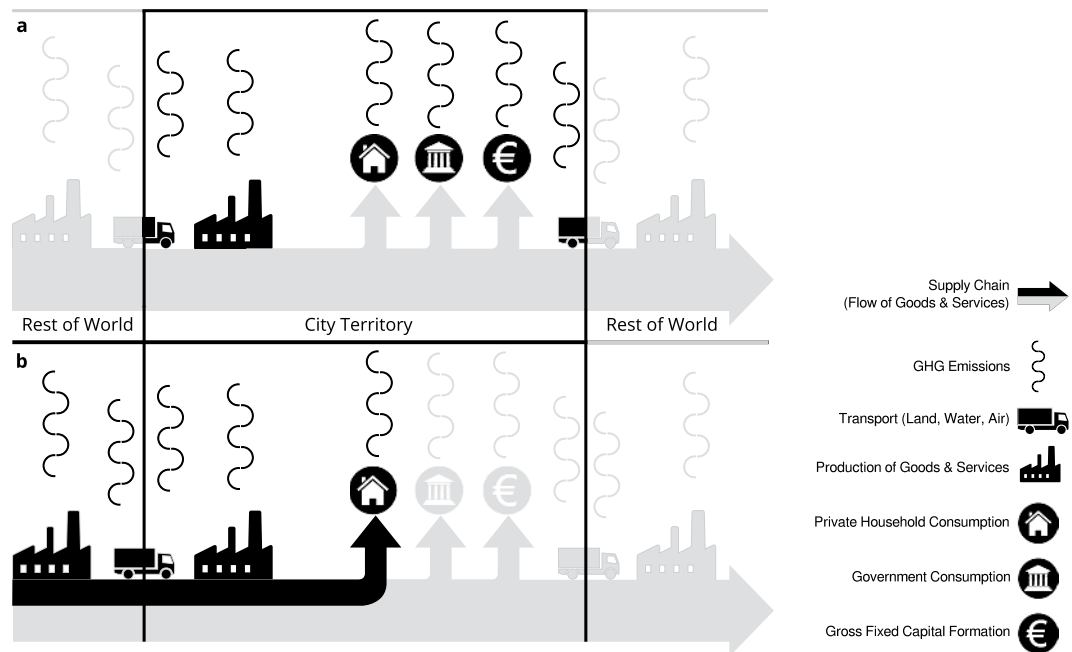 a
Rest of World
City Territory
Rest of World
b
Supply Chain
(Flow of Goods & Services)
GHG Emissions
Transport (Land, Water, Air)
Production of Goods & Services
Private Household Consumption
Government Consumption
Gross Fixed Capital Formation